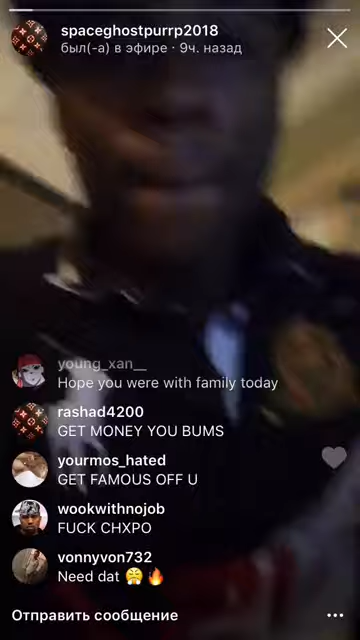 spaceghostpurrp2018
был(-а) в эфире · 9ч. назад
young_xan__
Hope you were with family today
rashad4200
GET MONEY YOU BUMS
yourmos_hated
GET FAMOUS OFF U
wookwithnojob
FUCK CHXPO
vonnyvon732
Need dat 😤🔥
Отправить сообщение